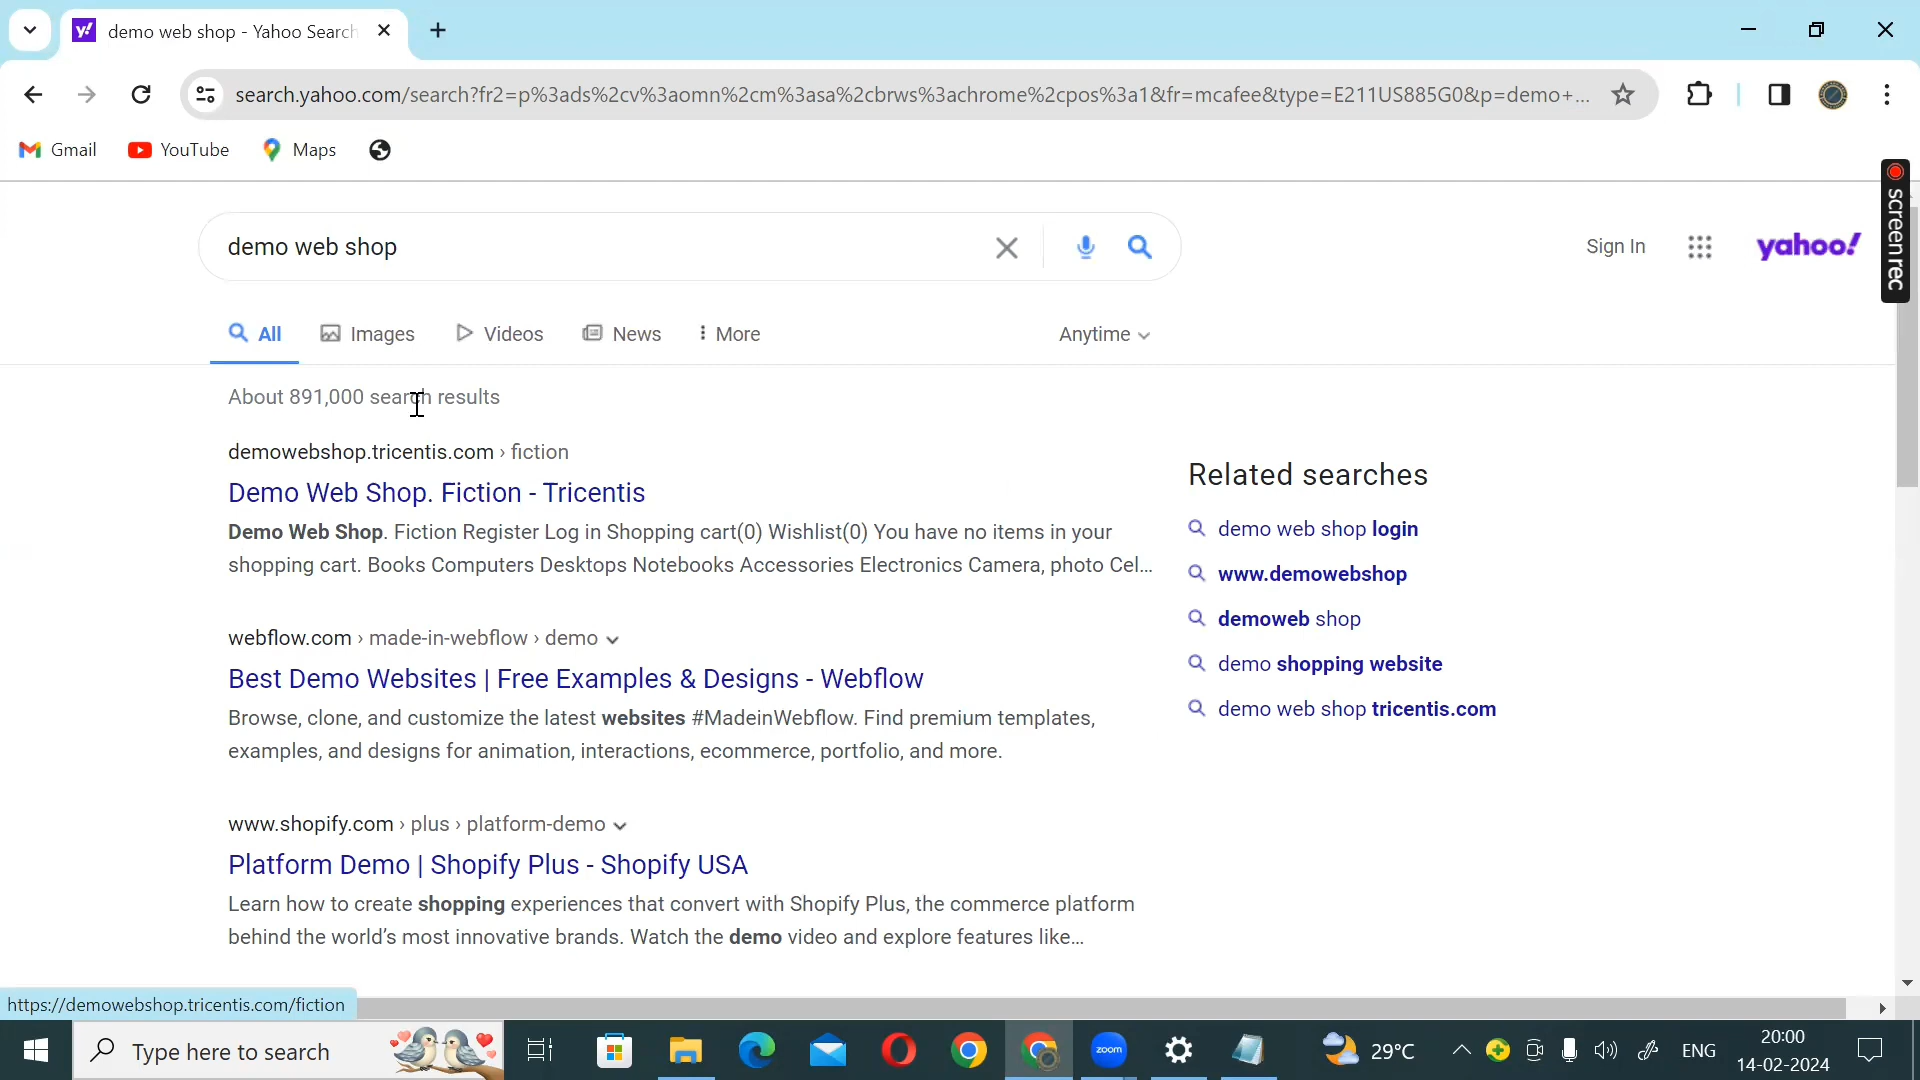 demo web shop - Yahoo Search
search.yahoo.com/search?fr2=p%3ads%2cv%3aomn%2cm%3asa%2cbrws%3achrome%2cpos%3a1&fr=mcafee&type=E211US885G0&p=demo+...
Gmail YouTube Maps
screen rec
demo web shop
Sign In
yahoo!
All Images Videos News More Anytime
About 891,000 search results
demowebshop.tricentis.com › fiction
Demo Web Shop. Fiction - Tricentis
Demo Web Shop. Fiction Register Log in Shopping cart(0) Wishlist(0) You have no items in your
shopping cart. Books Computers Desktops Notebooks Accessories Electronics Camera, photo Cel...
webflow.com › made-in-webflow › demo
Best Demo Websites | Free Examples & Designs - Webflow
Browse, clone, and customize the latest websites #MadeinWebflow. Find premium templates,
examples, and designs for animation, interactions, ecommerce, portfolio, and more.
www.shopify.com › plus › platform-demo
Platform Demo | Shopify Plus - Shopify USA
Learn how to create shopping experiences that convert with Shopify Plus, the commerce platform
behind the world's most innovative brands. Watch the demo video and explore features like...
Related searches
demo web shop login
www.demowebshop
demoweb shop
demo shopping website
demo web shop tricentis.com
https://demowebshop.tricentis.com/fiction
Type here to search
zoom
29°C
ENG
20:00
14-02-2024